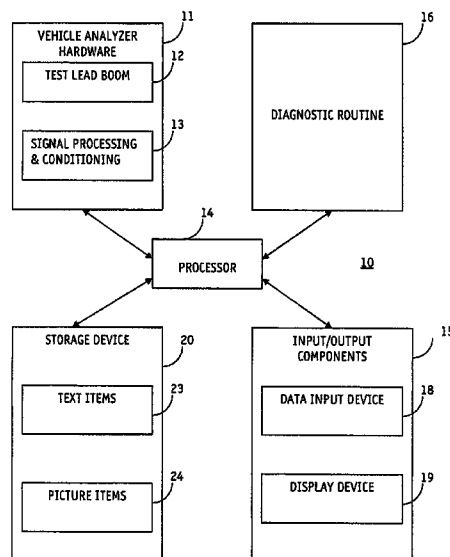 11
VEHICLE ANALYZER
HARDWARE
12
TEST LEAD BOOM
13
SIGNAL PROCESSING
& CONDITIONING
16
DIAGNOSTIC ROUTINE
14
PROCESSOR
10
STORAGE DEVICE
20
23
TEXT ITEMS
24
PICTURE ITEMS
INPUT/OUTPUT
COMPONENTS
15
18
DATA INPUT DEVICE
19
DISPLAY DEVICE